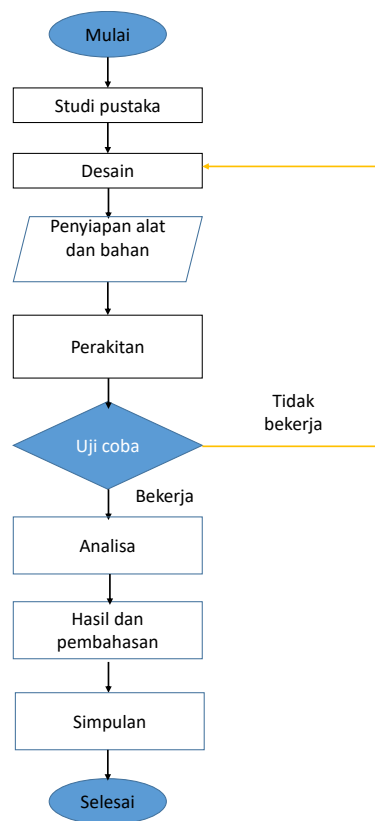 Mulai
Studi pustaka
Desain
Penyiapan alat
dan bahan
Perakitan
Tidak
bekerja
Uji coba
Bekerja
Analisa
Hasil dan
pembahasan
Simpulan
Selesai